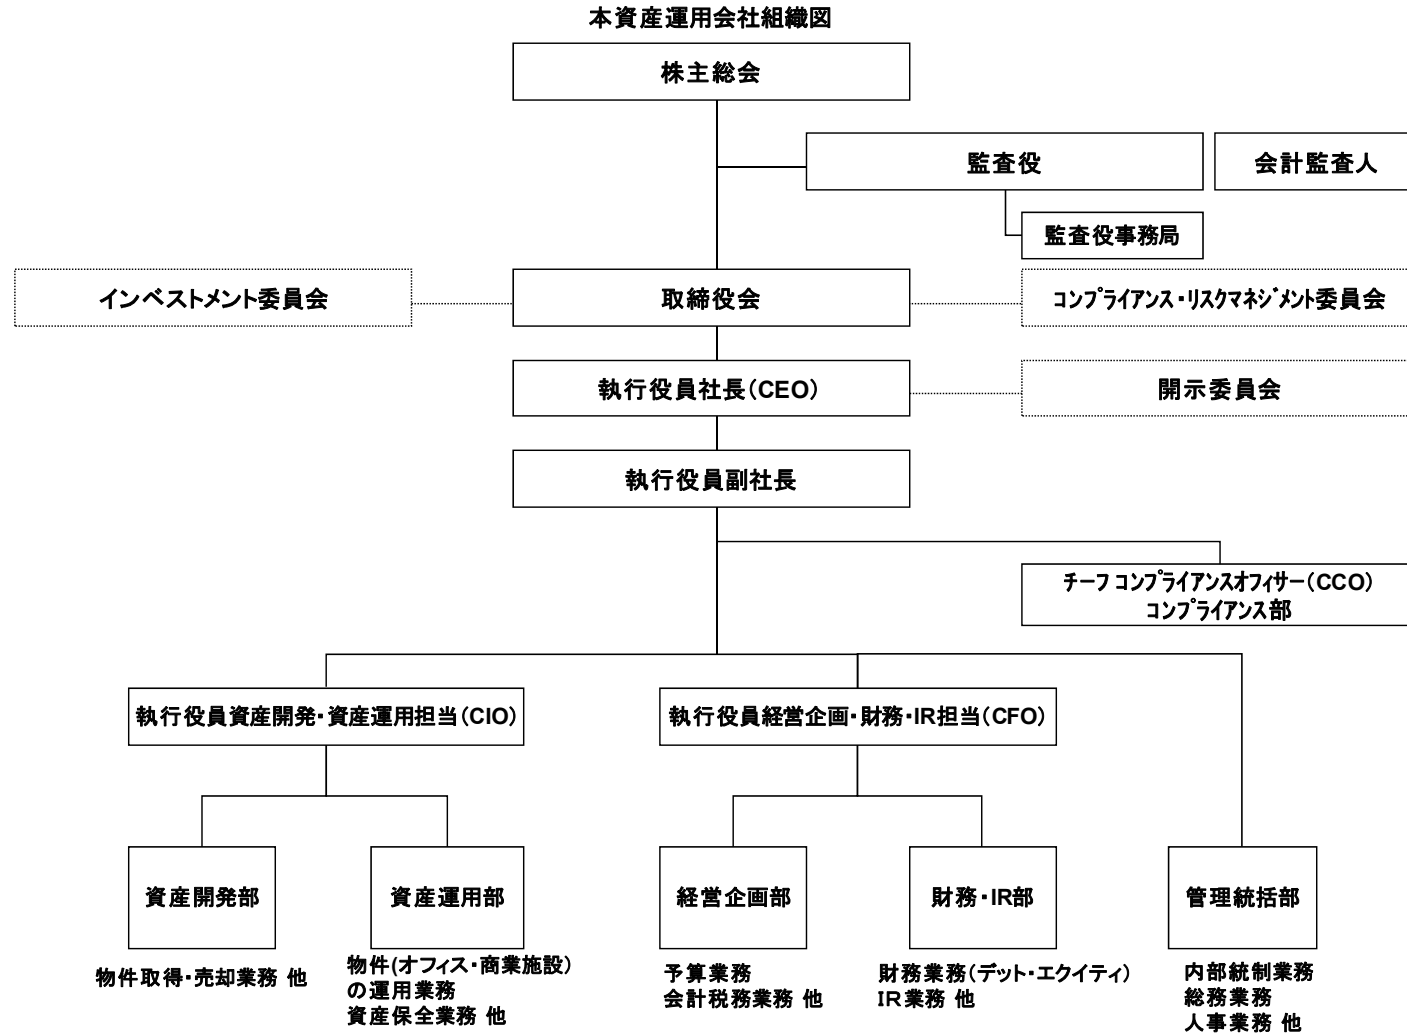 本資産運用会社組織図
株主総会
監査役
会計監査人
監査役事務局
インベストメント委員会
取締役会
コンプライアンス・リスクマネジメント委員会
執行役員社長(CEO)
開示委員会
執行役員副社長
チーフ コンプライアンスオフィサー(CCO)
コンプライアンス部
執行役員資産開発・資産運用担当(CIO)
執行役員経営企画・財務・IR担当(CFO)
資産開発部
資産運用部
経営企画部
財務・IR部
管理統括部
物件取得・売却業務 他
物件(オフィス・商業施設)
の運用業務
資産保全業務 他
予算業務
会計税務業務 他
財務業務(デット・エクイティ)
IR業務 他
内部統制業務
総務業務
人事業務 他